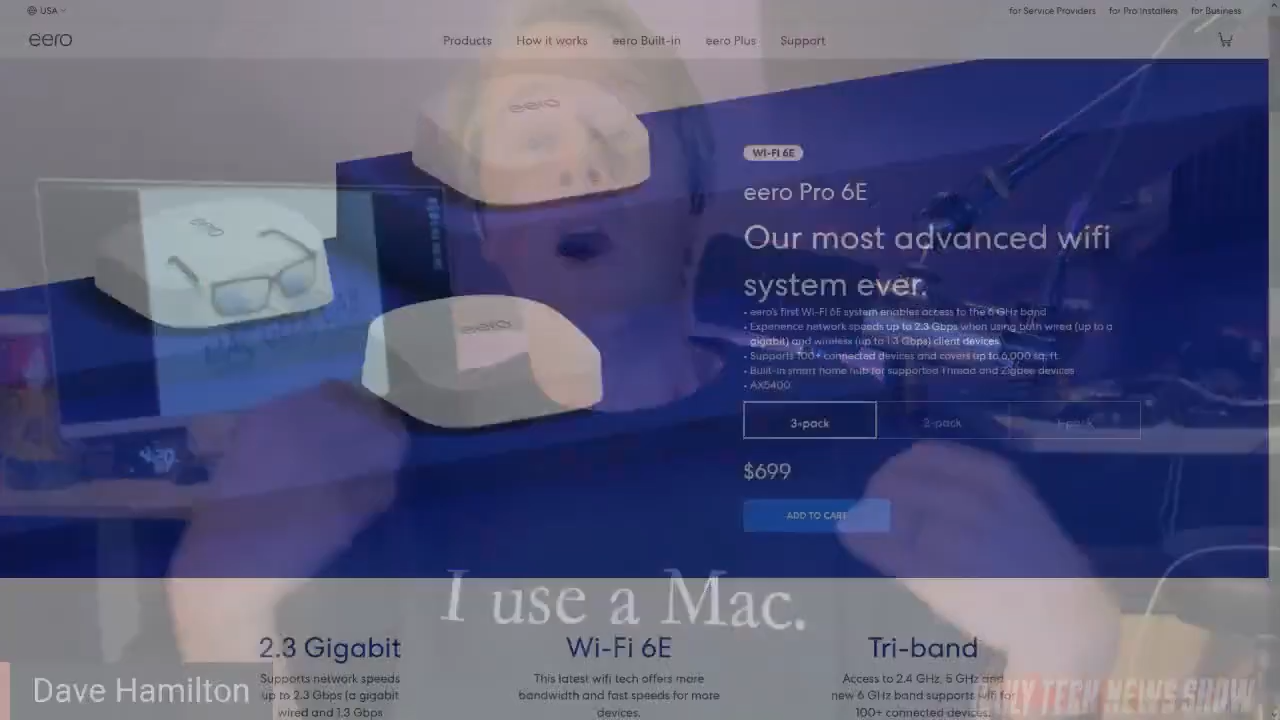 USA
for Service Providers for Pro Installers for Business
eero
Products How it works eero Built-in eero Plus Support
eero
WI-FI 6E
eero Pro 6E
Our most advanced wifi
system ever.
• eero's first Wi-Fi 6E system enables access to the 6 GHz band
• Experience network speeds up to 2.3 Gbps when using both wired (up to a
gigabit) and wireless (up to 1.3 Gbps) client devices
• Supports 100+ connected devices and covers up to 6,000 sq. ft.
• Built-in smart home hub for supported Thread and Zigbee devices
• AX5400
eero
3-pack 2-pack 1-pack
$699
ADD TO CART
I use a Mac.
2.3 Gigabit Wi-Fi 6E Tri-band
Supports network speeds This latest wifi tech offers more Access to 2.4 GHz, 5 GHz and
up to 2.3 Gbps (a gigabit bandwidth and fast speeds for more new 6 GHz band supports wifi for
wired and 1.3 Gbps devices. 100+ connected devices.
Dave Hamilton
DAILY TECH NEWS SHOW